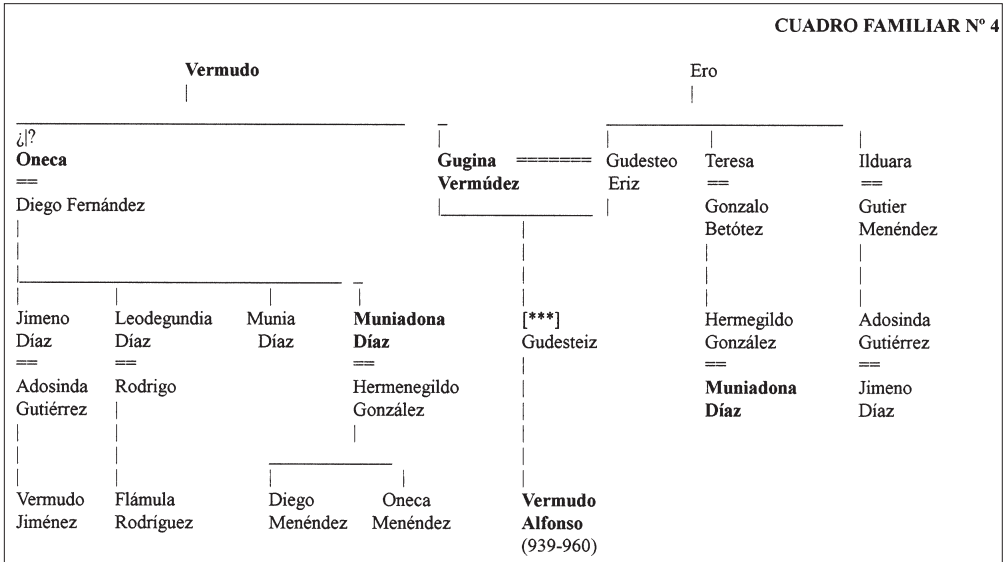 CUADRO FAMILIAR Nº 4
Vermudo Ero
¿|?
Oneca Gugina ======= Gudesteo Teresa Ilduara
== Vermúdez Eriz == ==
Diego Fernández Gonzalo Gutier
Betótez Menéndez
Jimeno Leodegundia Munia Muniadona [***] Hermegildo Adosinda
Díaz Díaz Díaz Díaz Gudesteiz González Gutiérrez
== == == == ==
Adosinda Rodrigo Hermenegildo Muniadona Jimeno
Gutiérrez González Díaz Díaz
Vermudo Flámula Diego Oneca Vermudo
Jiménez Rodríguez Menéndez Menéndez Alfonso
(939-960)